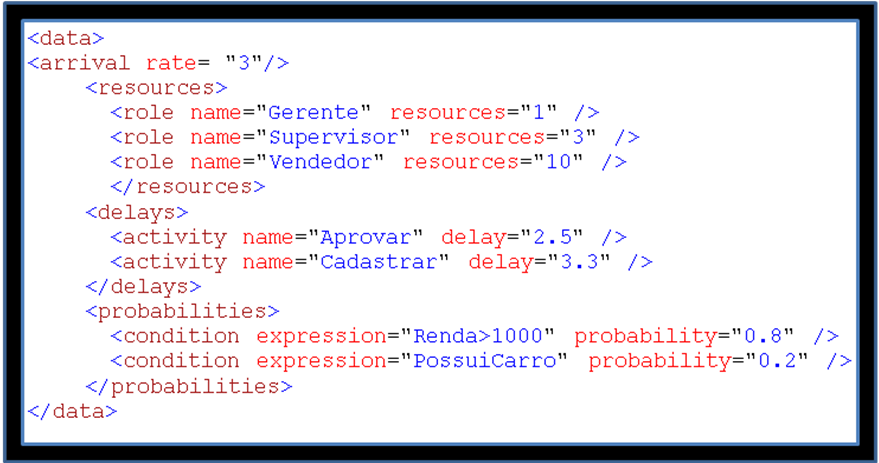 <data>
<arrival rate= "3"/>
<resources>
<role name="Gerente" resources="1" />
<role name="Supervisor" resources="3" />
<role name="Vendedor" resources="10" />
</resources>
<delays>
<activity name="Aprovar" delay="2.5" />
<activity name="Cadastrar" delay="3.3" />
</delays>
<probabilities>
<condition expression="Renda>1000" probability="0.8" />
<condition expression="PossuiCarro" probability="0.2" />
</probabilities>
</data>